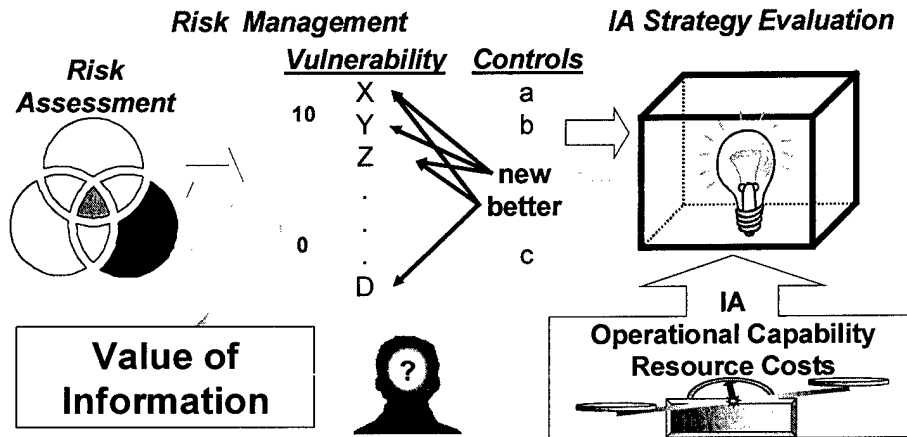 Risk Management
IA Strategy Evaluation
Risk
Assessment
Vulnerability
Controls
X
a
10
Y
b
Z
new
.
better
.
0
c
.
D
IA
Operational Capability
Resource Costs
Value of
Information
?